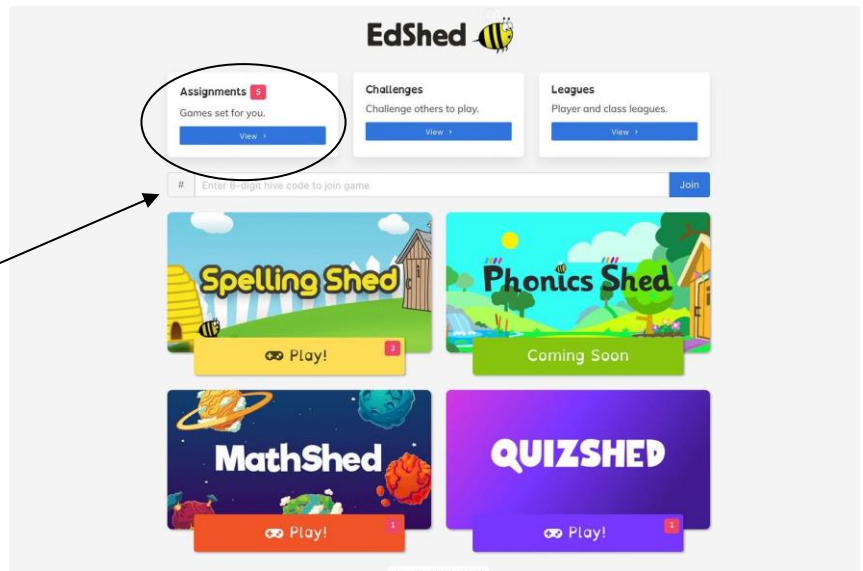 EdShed
Assignments 5
Games set for you.
View >
Challenges
Challenge others to play.
View >
Leagues
Player and class leagues.
View >
# Enter 6-digit hive code to join game
Join
Spelling Shed
Play!
3
Phonics Shed
Coming Soon
MathShed
Play!
1
QUIZSHED
Play!
1